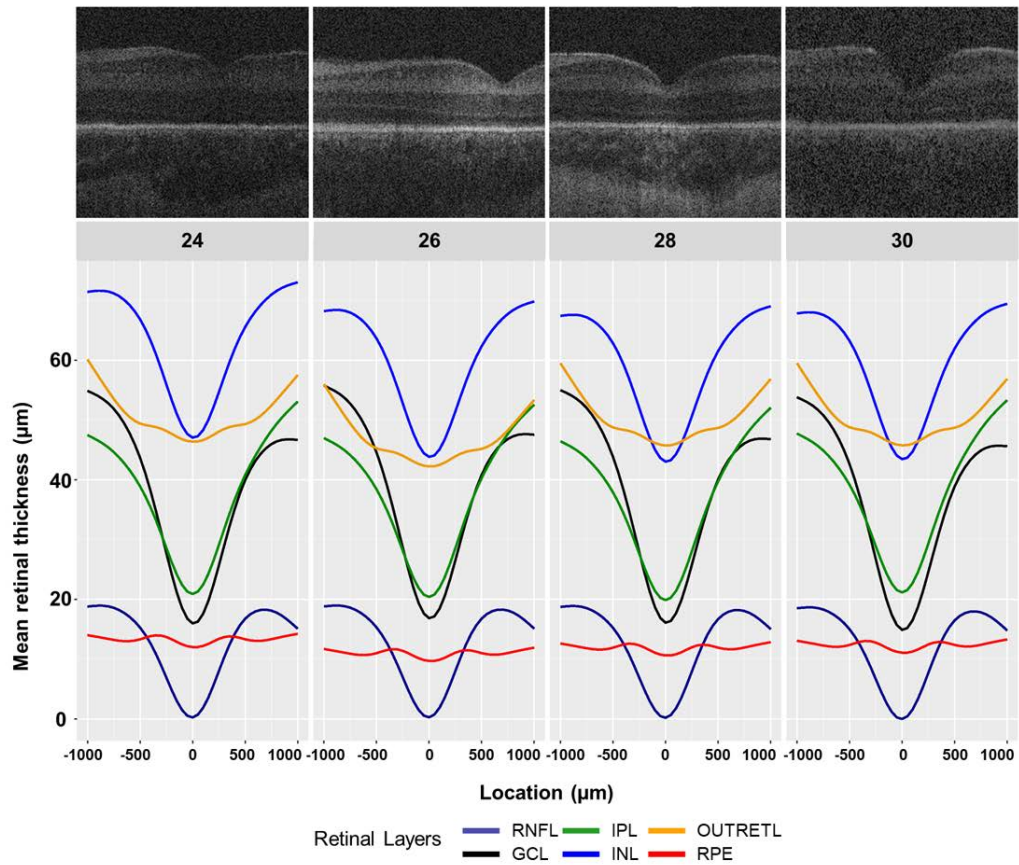 24 26 28 30
Mean retinal thickness (µm)
60
40
20
0
-1000 -500 0 500 1000 -1000 -500 0 500 1000 -1000 -500 0 500 1000 -1000 -500 0 500 1000
Location (µm)
Retinal Layers
RNFL IPL OUTRETL
GCL INL RPE